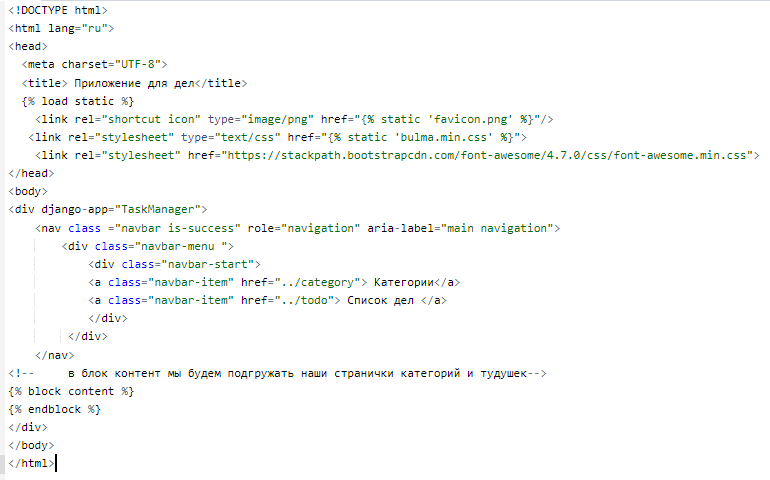 <!DOCTYPE html>
<html lang="ru">
<head>
<meta charset="UTF-8">
<title> Приложение для дел</title>
{% load static %}
<link rel="shortcut icon" type="image/png" href="{% static 'favicon.png' %}"/>
<link rel="stylesheet" type="text/css" href="{% static 'bulma.min.css' %}">
<link rel="stylesheet" href="https://stackpath.bootstrapcdn.com/font-awesome/4.7.0/css/font-awesome.min.css">
</head>
<body>
<div django-app="TaskManager">
<nav class ="navbar is-success" role="navigation" aria-label="main navigation">
<div class="navbar-menu ">
<div class="navbar-start">
<a class="navbar-item" href="../category"> Категории</a>
<a class="navbar-item" href="../todo"> Список дел </a>
</div>
</div>
</nav>
<!-- в блок контент мы будем подгружать наши странички категорий и тудушек-->
{% block content %}
{% endblock %}
</div>
</body>
</html>